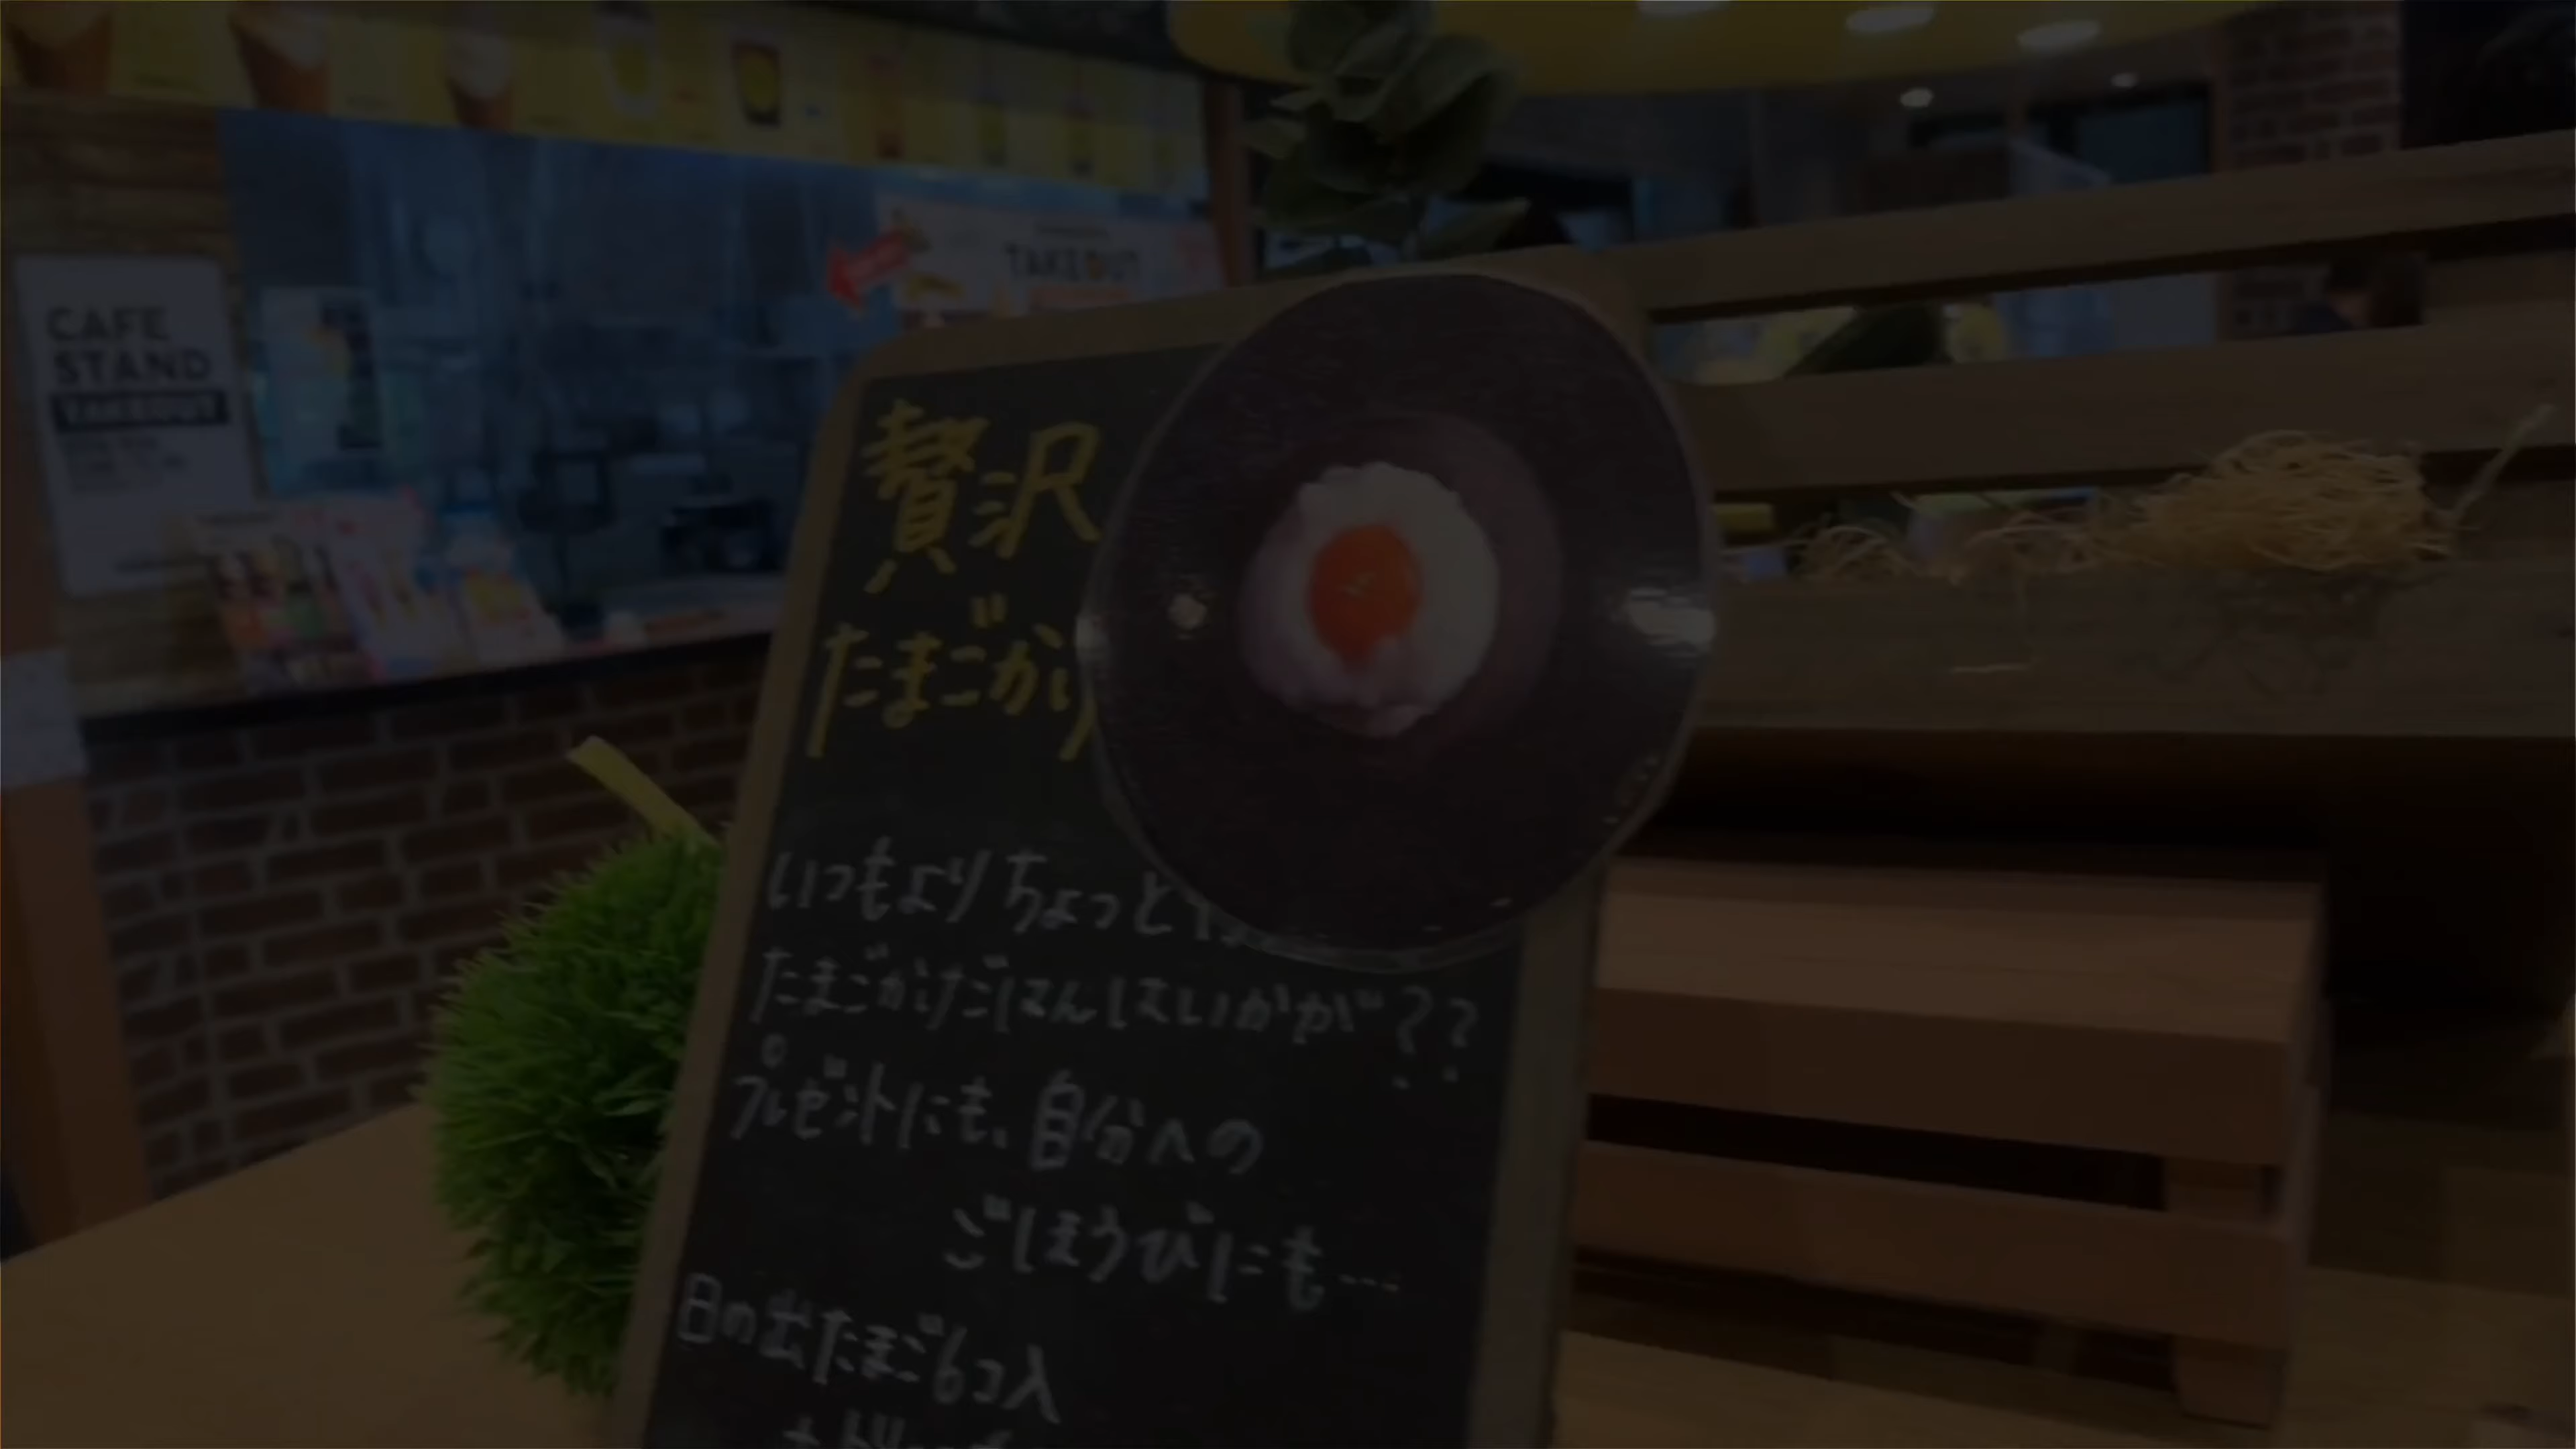 CAFE
STAND
TAKEOUT
TAKEOUT
贅沢
たまごかけ
いつもよりちょっと
たまごかけごはんはいかが??
プレゼントにも、自分への
ごほうびにも…
日の出たまご6コ入